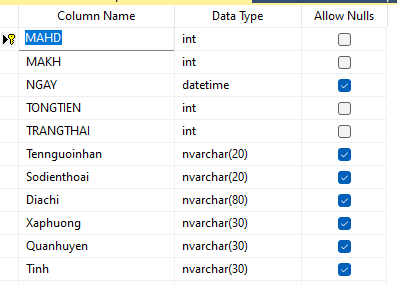 Column Name Data Type Allow Nulls
MAHD int
MAKH int
NGAY datetime
TONGTIEN int
TRANGTHAI int
Tennguoinhan nvarchar(20)
Sodienthoai nvarchar(20)
Diachi nvarchar(80)
Xaphuong nvarchar(30)
Quanhuyen nvarchar(30)
Tinh nvarchar(30)